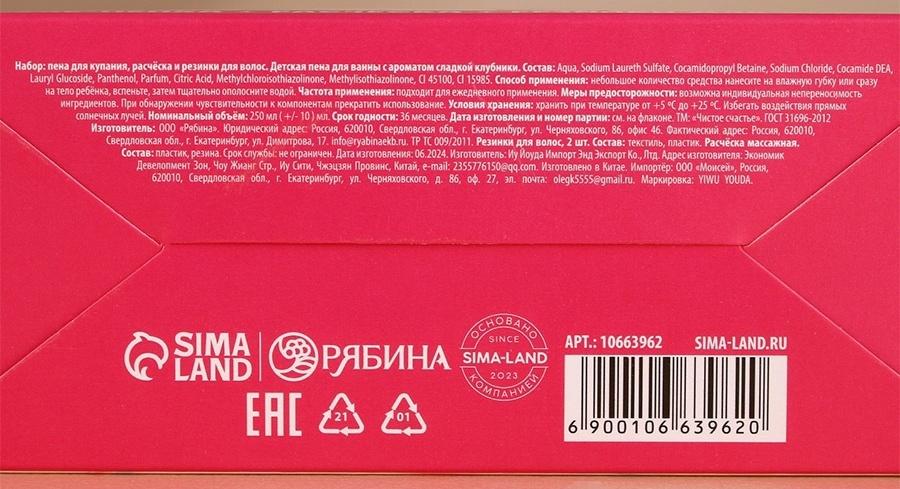 Набор: пена для купания, расчёска и резинки для волос. Детская пена для ванны с ароматом сладкой клубники. Состав: Aqua, Sodium Laureth Sulfate, Cocamidopropyl Betaine, Sodium Chloride, Cocamide DEA,
Lauryl Glucoside, Panthenol, Parfum, Citric Acid, Methylchloroisothiazolinone, Methylisothiazolinone, CI 45100, CI 15985. Способ применения: небольшое количество средства нанесите на влажную губку или сразу
на тело ребёнка, вспеньте, затем тщательно ополосните водой. Частота применения: подходит для ежедневного применения. Меры предосторожности: возможна индивидуальная непереносимость
ингредиентов. При обнаружении чувствительности к компонентам прекратить использование. Условия хранения: хранить при температуре от +5 °C до +25 °C. Избегать воздействия прямых
солнечных лучей. Номинальный объём: 250 мл (+/- 10) мл. Срок годности: 36 месяцев. Дата изготовления и номер партии: см. на флаконе. ТМ: "Чистое счастье". ГОСТ 31696-2012
Изготовитель: ООО «Рябина». Юридический адрес: Россия, 620010, Свердловская обл., г. Екатеринбург, ул. Черняховского, 86, офис 46. Фактический адрес: Россия, 620010,
Свердловская обл., г. Екатеринбург, ул. Димитрова, 17. info@ryabinaekb.ru. ТР ТС 009/2011. Резинки для волос, 2 шт. Состав: текстиль, пластик. Расчёска массажная.
Состав: пластик, резина. Срок службы: не ограничен. Дата изготовления: 06.2024. Изготовитель: Иу Йоуда Импорт Энд Экспорт Ко., Лтд. Адрес изготовителя: Экономик
Девелопмент Зон, Чоу Жианг Стр., Иу Сити, Чжэцзян Провинс, Китай, e-mail: 2355776150@qq.com. Изготовлено в Китае. Импортёр: ООО «Моисей», Россия,
620010, Свердловская обл., г. Екатеринбург, ул. Черняховского, д. 86, оф. 27, эл. почта: olegk5555@gmail.ru. Маркировка: YIWU YOUDA.
SIMA LAND
РЯБИНА
ОСНОВАНО
SINCE
SIMA-LAND
2023
КОМПАНИЕЙ
АРТ.: 10663962 SIMA-LAND.RU
EAC
21
01
6 900106 639620